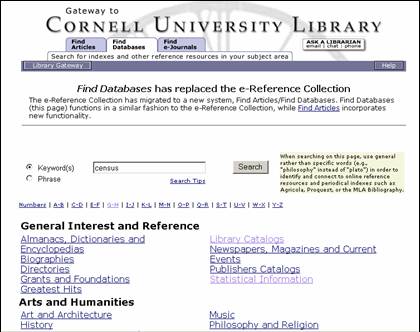 Gateway to
CORNELL UNIVERSITY LIBRARY
Find Articles
Find Databases
Find e-Journals
ASK A LIBRARIAN
email | chat | phone
Search for indexes and other reference resources in your subject area
Library Gateway
Help
Find Databases has replaced the e-Reference Collection
The e-Reference Collection has migrated to a new system, Find Articles/Find Databases. Find Databases
(this page) functions in a similar fashion to the e-Reference Collection, while Find Articles incorporates
new functionality.
Keyword(s)
census
Search
Phrase
Search Tips
When searching on this page, use general
rather than specific words (e.g.,
"philosophy" instead of "plato") in order to
identify and connect to online reference
resources and periodical indexes such as
Agricola, Proquest, or the MLA Bibliography.
Numbers | A-B | C-D | E-F | G-H | I-J | K-L | M-N | O-P | Q-R | S-T | U-V | W-X | Y-Z
General Interest and Reference
Almanacs, Dictionaries and
Encyclopedias
Biographies
Directories
Grants and Foundations
Greatest Hits
Library Catalogs
Newspapers, Magazines and Current
Events
Publishers Catalogs
Statistical Information
Arts and Humanities
Art and Architecture
History
Music
Philosophy and Religion